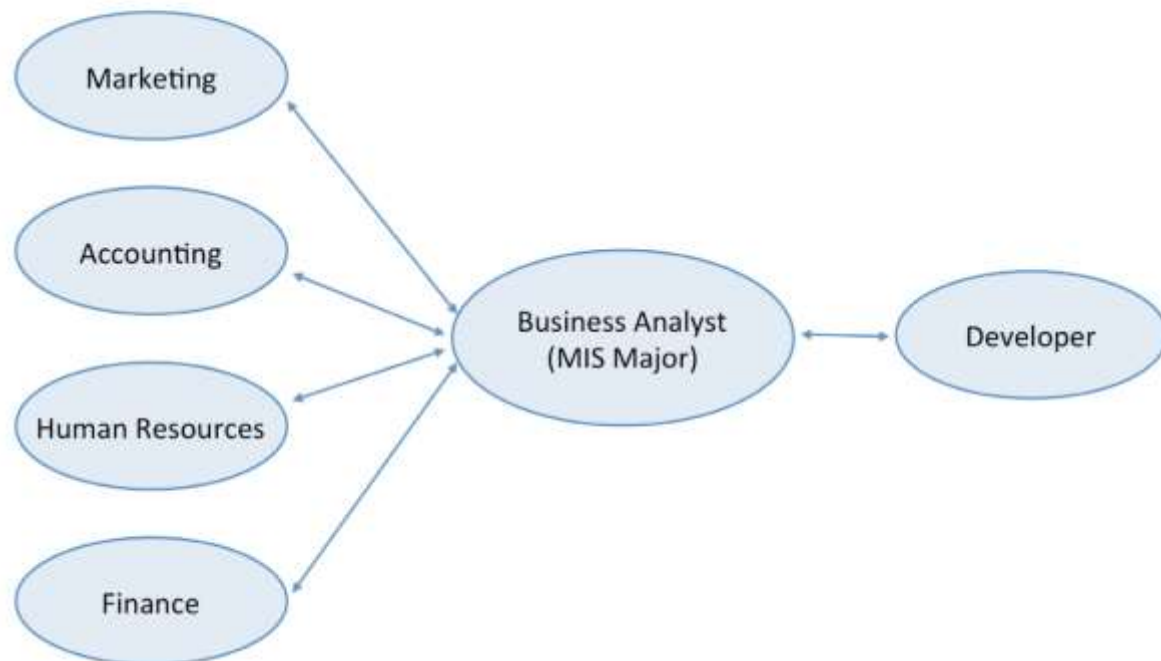 Marketing
Accounting
Human Resources
Finance
Business Analyst
(MIS Major)
Developer